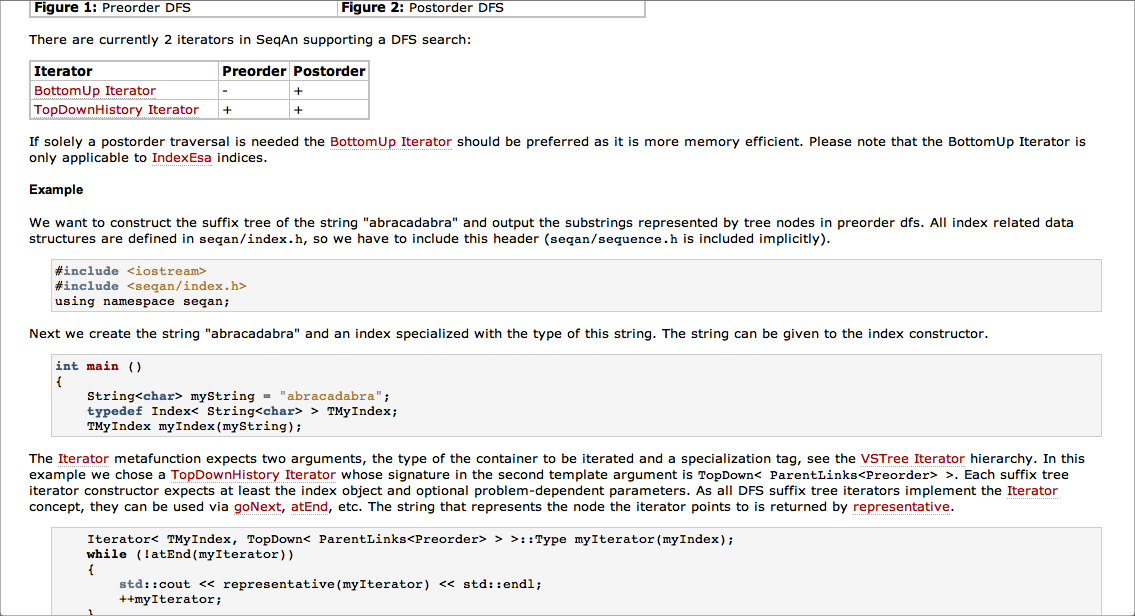 Figure 1: Preorder DFS Figure 2: Postorder DFS
There are currently 2 iterators in SeqAn supporting a DFS search:
Iterator Preorder Postorder
BottomUp Iterator - +
TopDownHistory Iterator + +
If solely a postorder traversal is needed the BottomUp Iterator should be preferred as it is more memory efficient. Please note that the BottomUp Iterator is
only applicable to IndexEsa indices.
Example
We want to construct the suffix tree of the string "abracadabra" and output the substrings represented by tree nodes in preorder dfs. All index related data
structures are defined in seqan/index.h, so we have to include this header (seqan/sequence.h is included implicitly).
#include <iostream>
#include <seqan/index.h>
using namespace seqan;
Next we create the string "abracadabra" and an index specialized with the type of this string. The string can be given to the index constructor.
int main ()
{
String<char> myString = "abracadabra";
typedef Index< String<char> > TMyIndex;
TMyIndex myIndex(myString);
The Iterator metafunction expects two arguments, the type of the container to be iterated and a specialization tag, see the VSTree Iterator hierarchy. In this
example we chose a TopDownHistory Iterator whose signature in the second template argument is TopDown< ParentLinks<Preorder> >. Each suffix tree
iterator constructor expects at least the index object and optional problem-dependent parameters. As all DFS suffix tree iterators implement the Iterator
concept, they can be used via goNext, atEnd, etc. The string that represents the node the iterator points to is returned by representative.
Iterator< TMyIndex, TopDown< ParentLinks<Preorder> > >::Type myIterator(myIndex);
while (!atEnd(myIterator))
{
std::cout << representative(myIterator) << std::endl;
++myIterator;
}